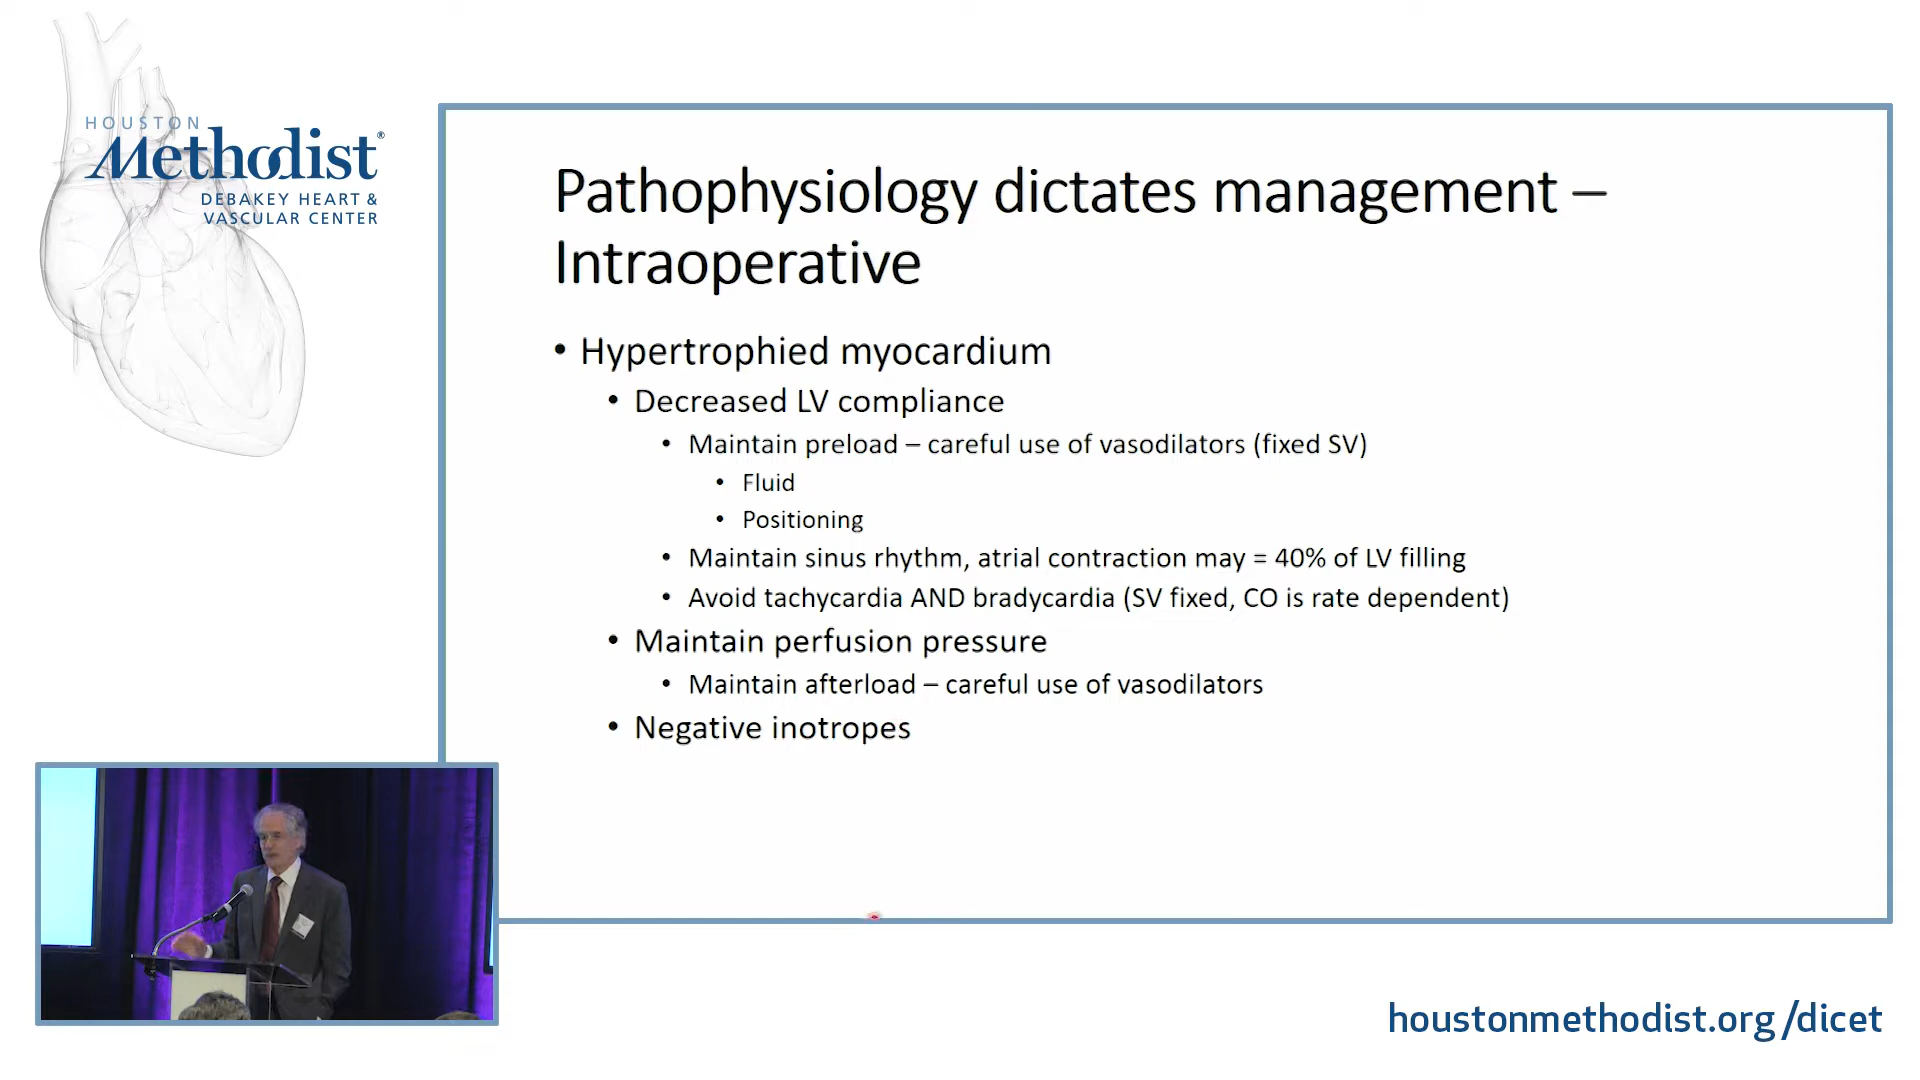 HOUSTON
Methodist®
DEBAKEY HEART &
VASCULAR CENTER
Pathophysiology dictates management –
Intraoperative
• Hypertrophied myocardium
• Decreased LV compliance
• Maintain preload – careful use of vasodilators (fixed SV)
• Fluid
• Positioning
• Maintain sinus rhythm, atrial contraction may = 40% of LV filling
• Avoid tachycardia AND bradycardia (SV fixed, CO is rate dependent)
• Maintain perfusion pressure
• Maintain afterload – careful use of vasodilators
• Negative inotropes
houstonmethodist.org/dicet